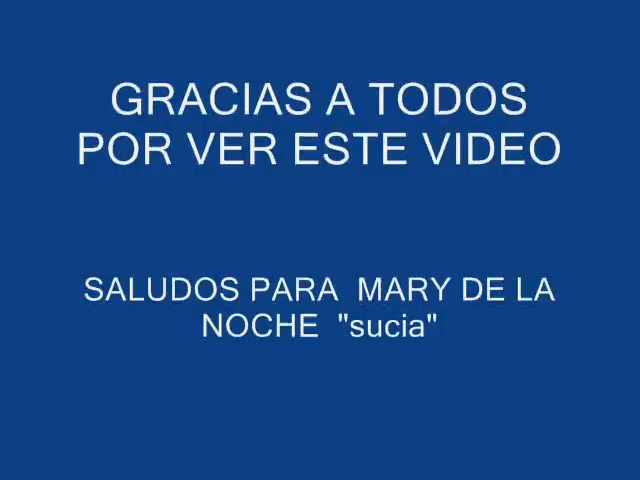 GRACIAS A TODOS
POR VER ESTE VIDEO
SALUDOS PARA  MARY DE LA
NOCHE  "sucia"